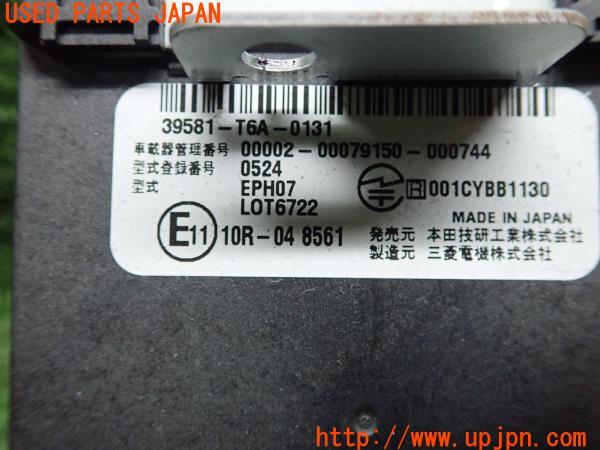 USED PARTS JAPAN
39581-T6A-0131
車載器管理番号 00002-00079150-000744
型式登録番号 0524
型式 EPH07
LOT6722
R 001CYBB1130
MADE IN JAPAN
E11 10R-04 8561
発売元 本田技研工業株式会社
製造元 三菱電機株式会社
http://www.upjpn.com/